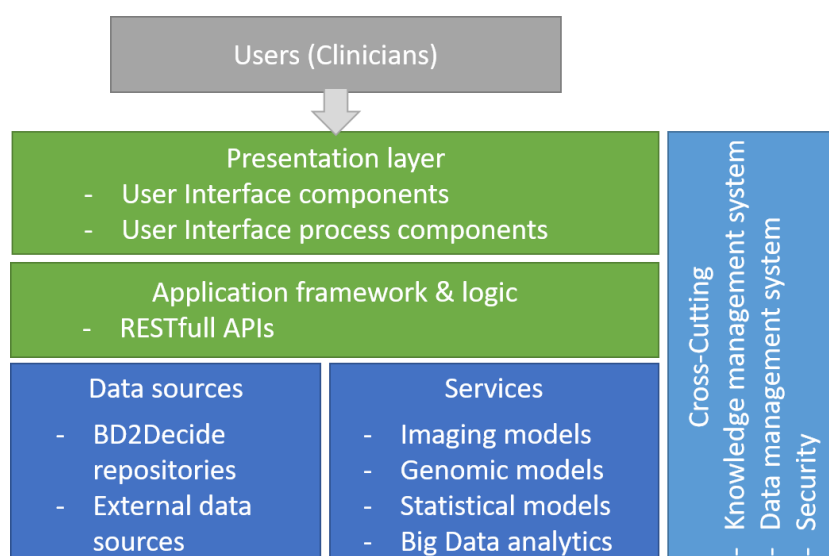 Users (Clinicians)
Presentation layer
- User Interface components
- User Interface process components
Application framework & logic
- RESTfull APIs
Data sources
- BD2Decide
repositories
- External data
sources
Services
- Imaging models
- Genomic models
- Statistical models
- Big Data analytics
Cross-Cutting
- Knowledge management system
- Data management system
- Security